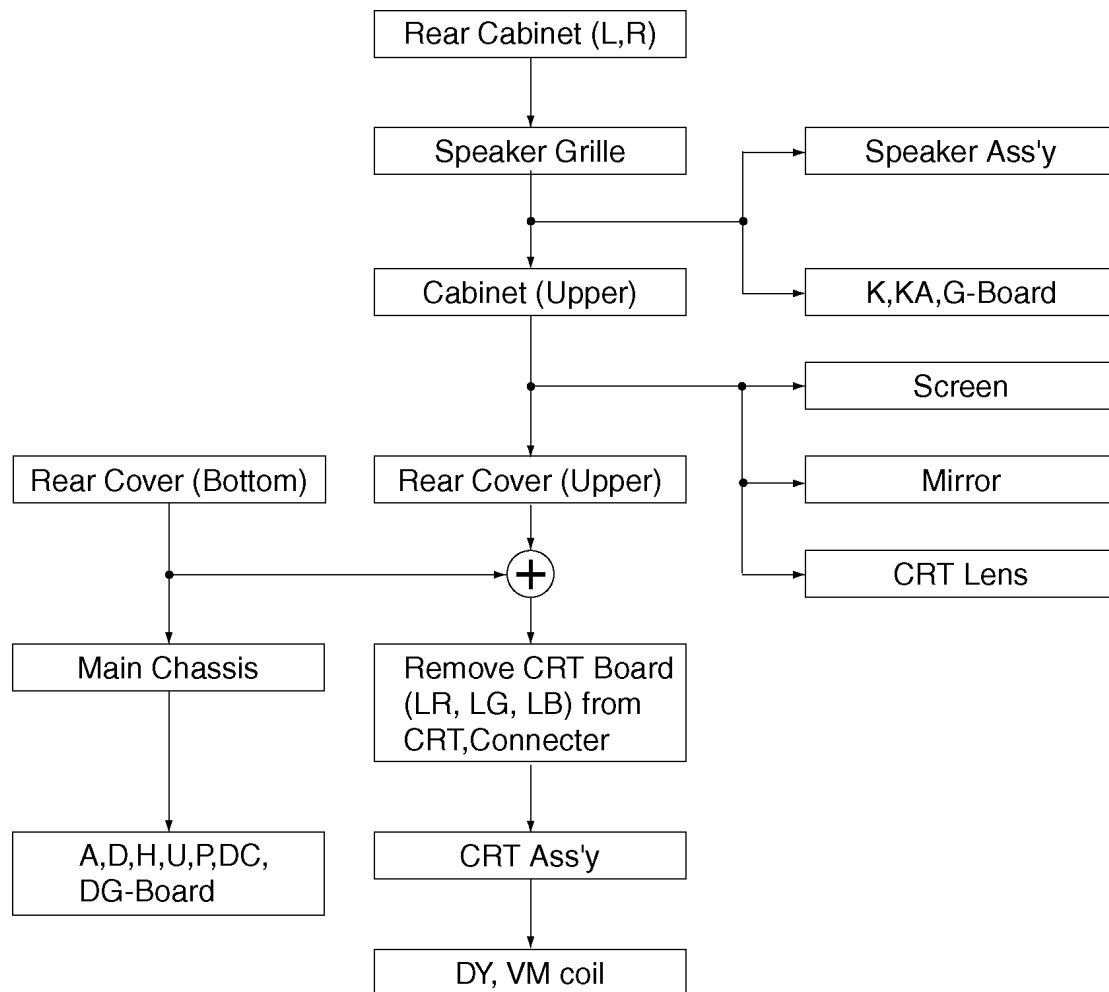 Rear Cabinet (L,R)
Speaker Grille
Speaker Ass'y
Cabinet (Upper)
K,KA,G-Board
Screen
Rear Cover (Bottom)
Rear Cover (Upper)
Mirror
+
CRT Lens
Main Chassis
Remove CRT Board
(LR, LG, LB) from
CRT,Connecter
A,D,H,U,P,DC,
DG-Board
CRT Ass'y
DY, VM coil